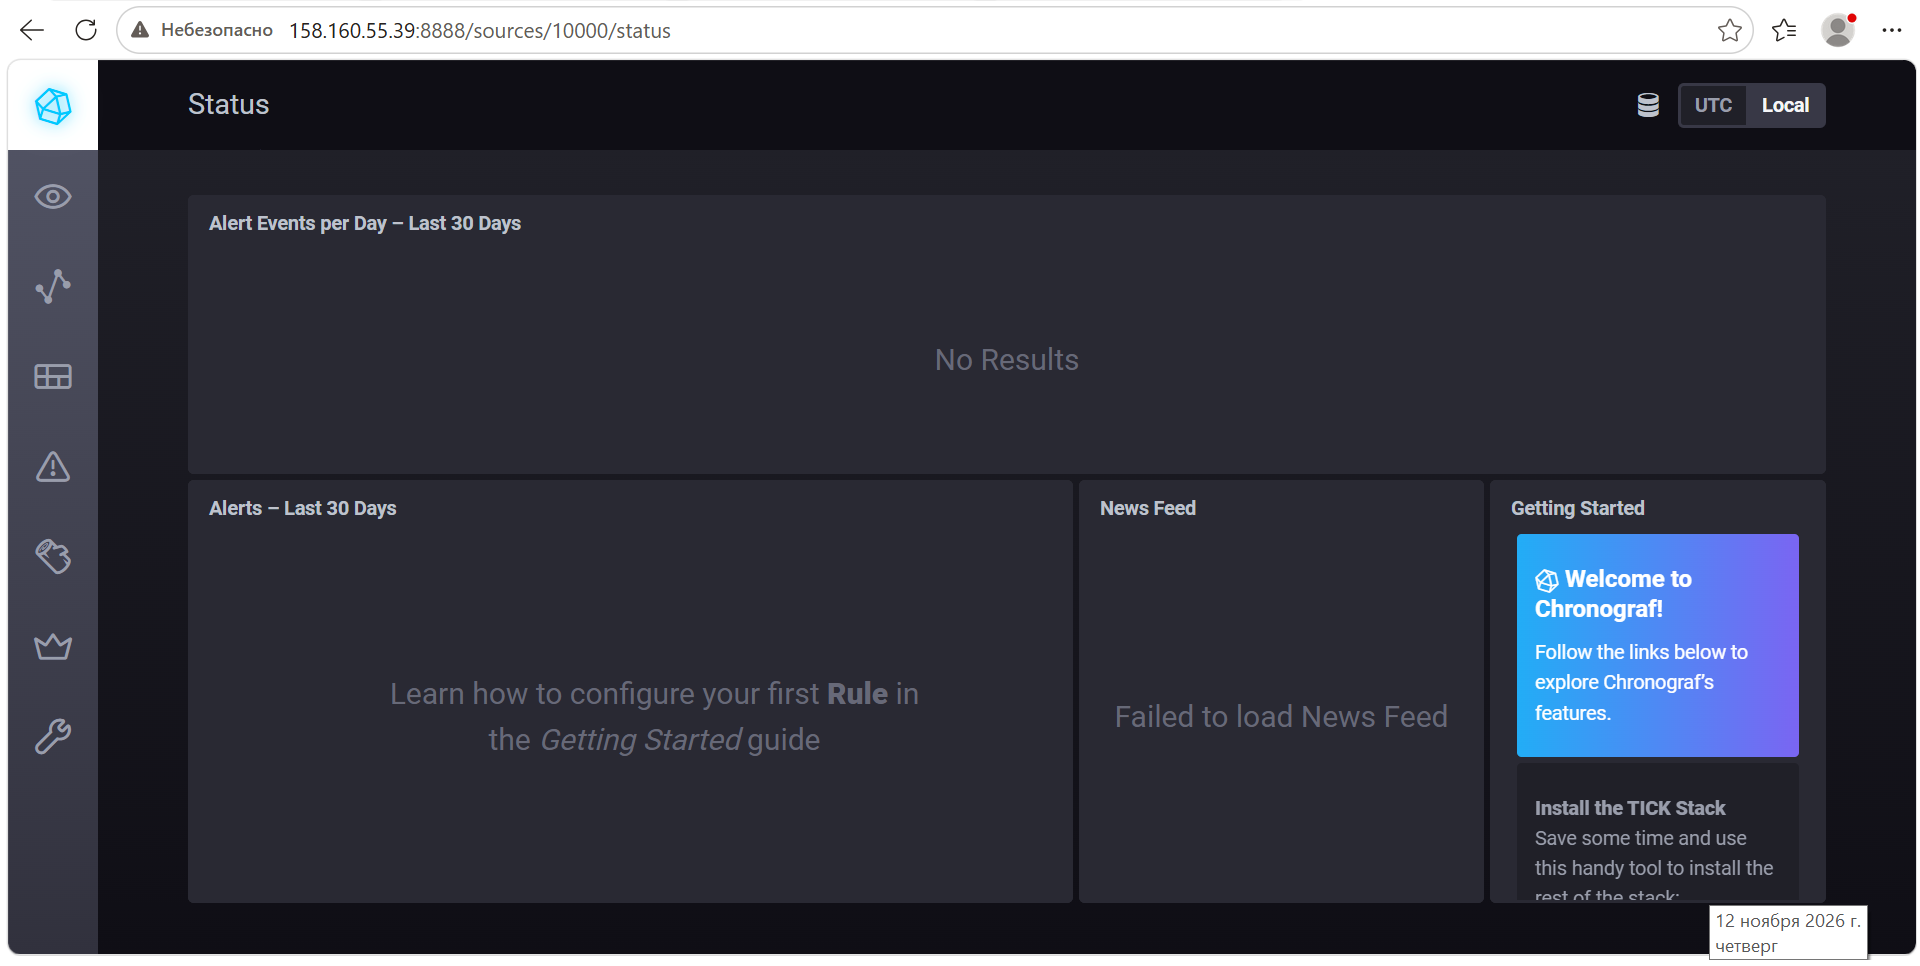 Небезопасно 158.160.55.39:8888/sources/10000/status
Status
UTC Local
Alert Events per Day – Last 30 Days
No Results
Alerts – Last 30 Days
Learn how to configure your first Rule in
the Getting Started guide
News Feed
Failed to load News Feed
Getting Started
Welcome to
Chronograf!
Follow the links below to
explore Chronograf’s
features.
Install the TICK Stack
Save some time and use
this handy tool to install the
rest of the stack:
12 ноября 2026 г.
четверг